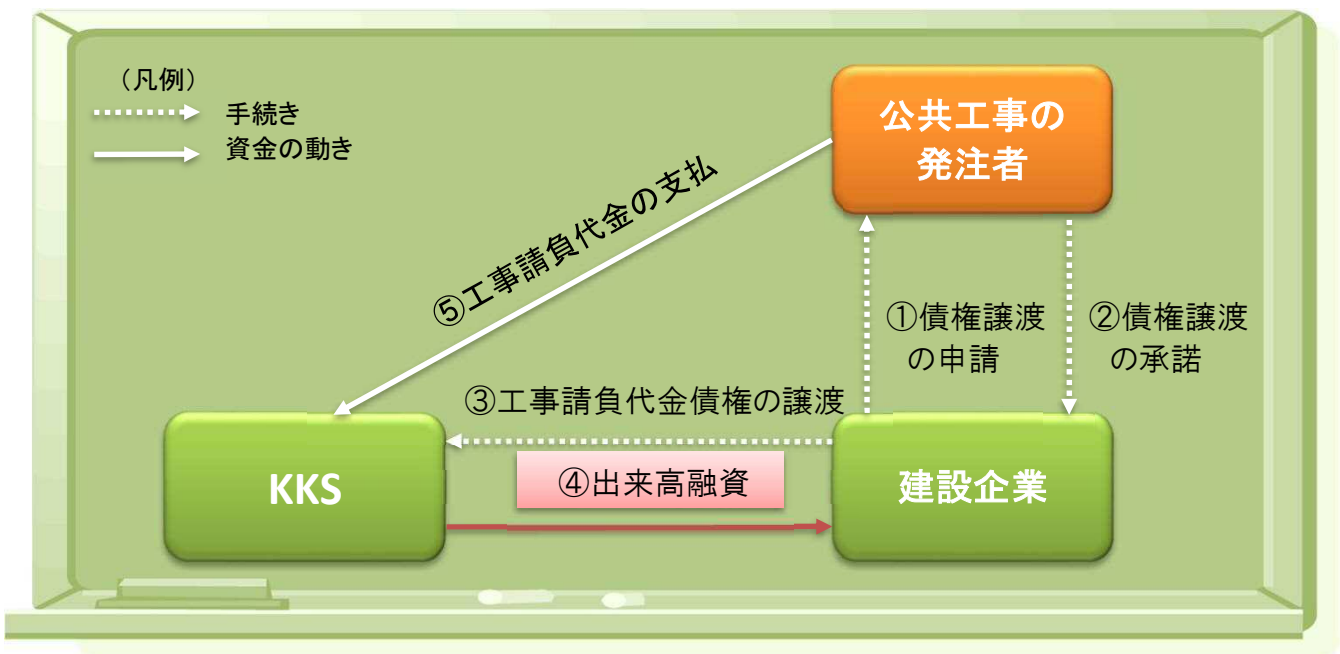 （凡例）
手続き
資金の動き
公共工事の
発注者
⑤工事請負代金の支払
①債権譲渡
の申請
②債権譲渡
の承諾
③工事請負代金債権の譲渡
KKS
④出来高融資
建設企業